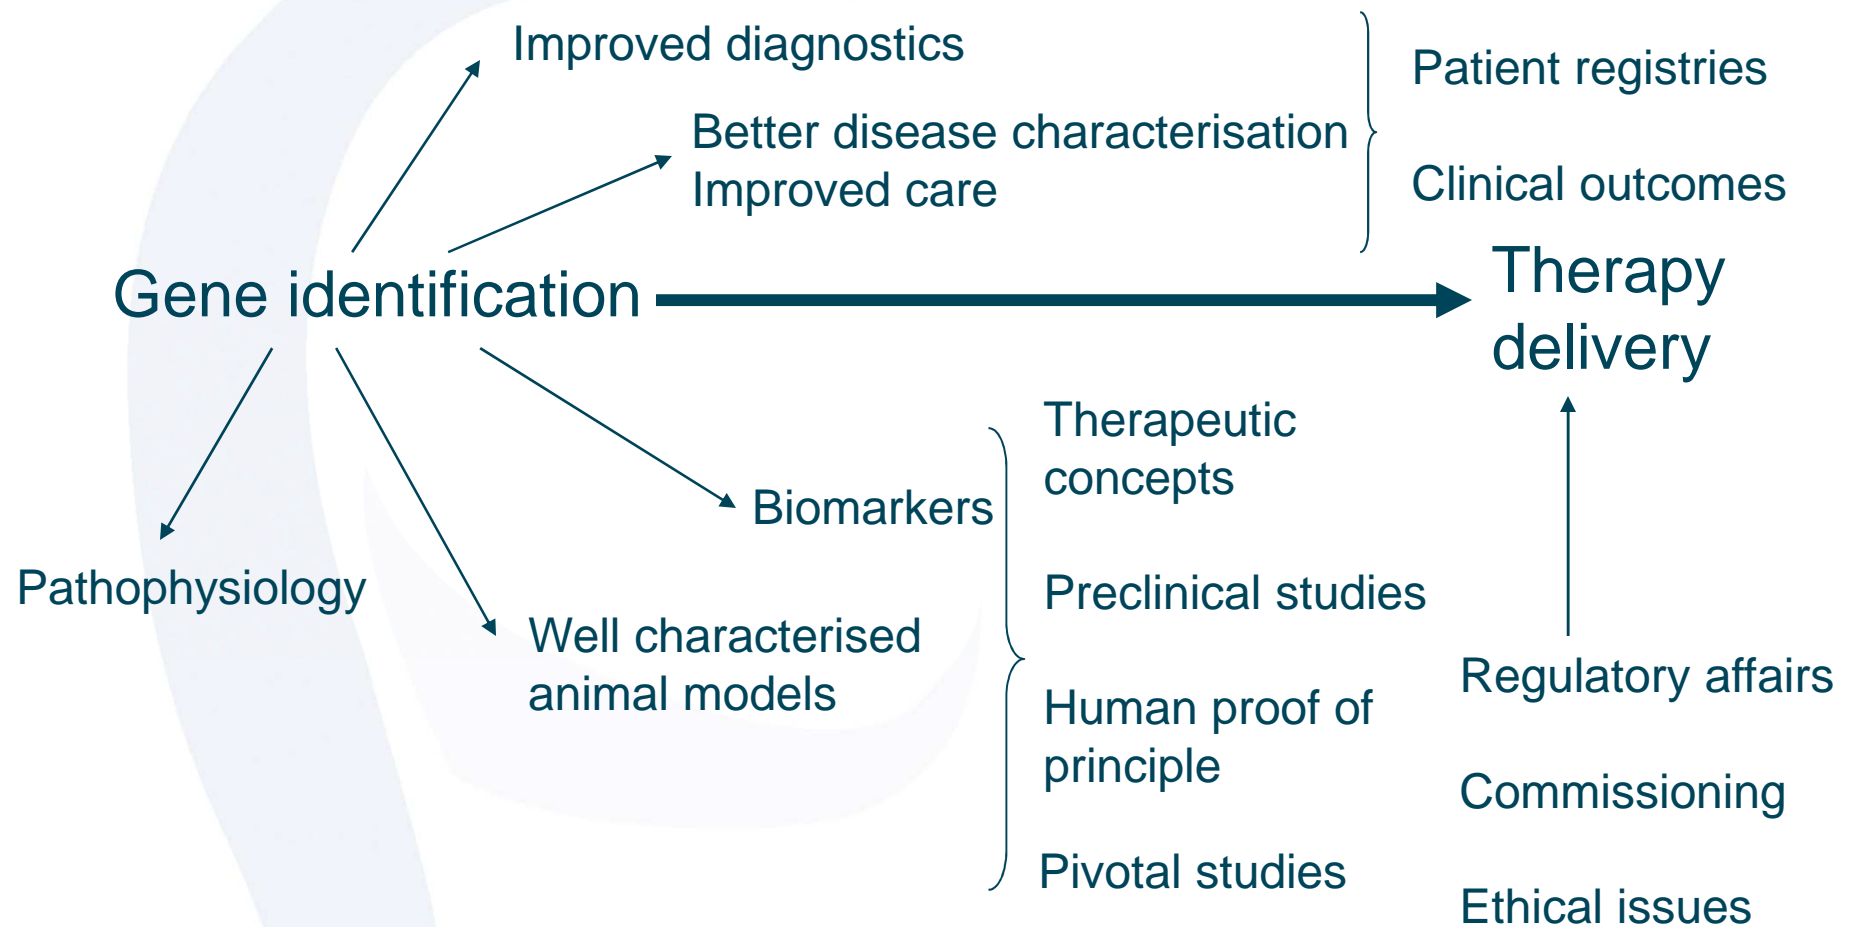 Improved diagnostics
Better disease characterisation
Improved care
Patient registries
Clinical outcomes
Gene identification
Therapy
delivery
Pathophysiology
Well characterised
animal models
Biomarkers
Therapeutic
concepts
Preclinical studies
Human proof of
principle
Pivotal studies
Regulatory affairs
Commissioning
Ethical issues